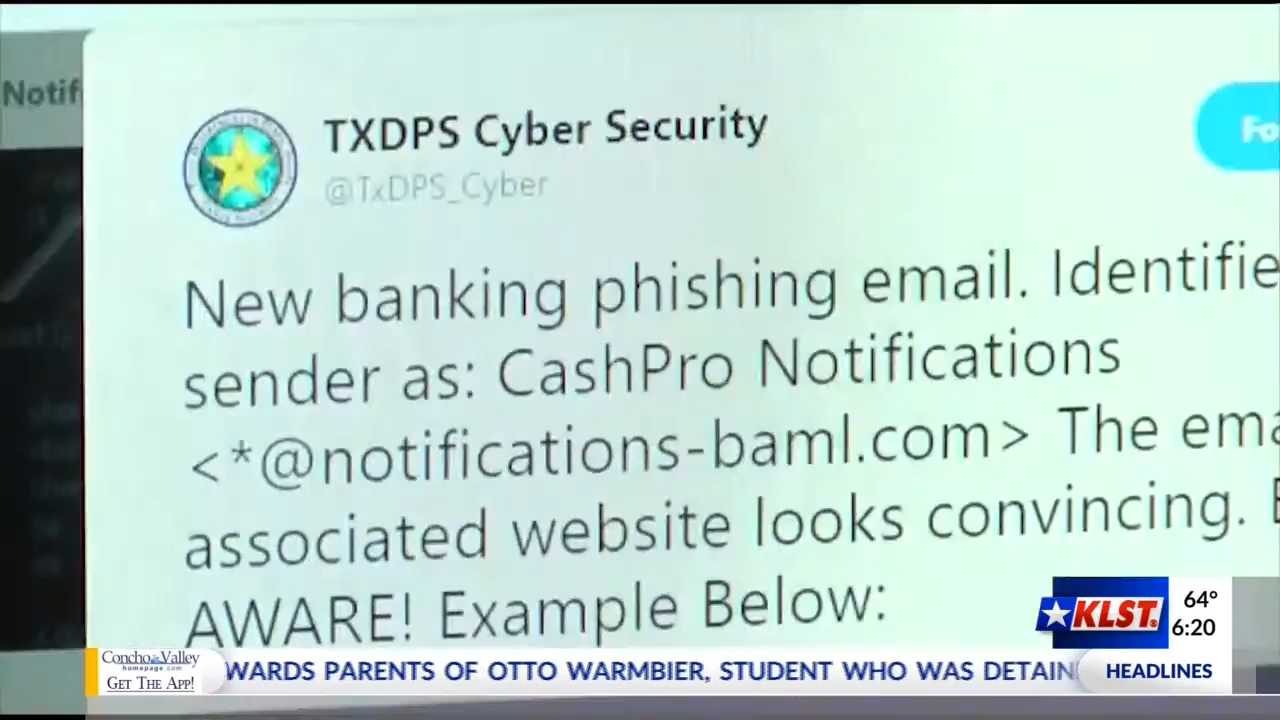 Notif
TXDPS Cyber Security
@TxDPS_Cyber
Fo
New banking phishing email. Identifie
sender as: CashPro Notifications
<*@notifications-baml.com> The ema
associated website looks convincing.
AWARE! Example Below:
KLST
64°
6:20
Concho Valley
homepage.com
GET THE APP!
WARDS PARENTS OF OTTO WARMBIER, STUDENT WHO WAS DETAIN
HEADLINES